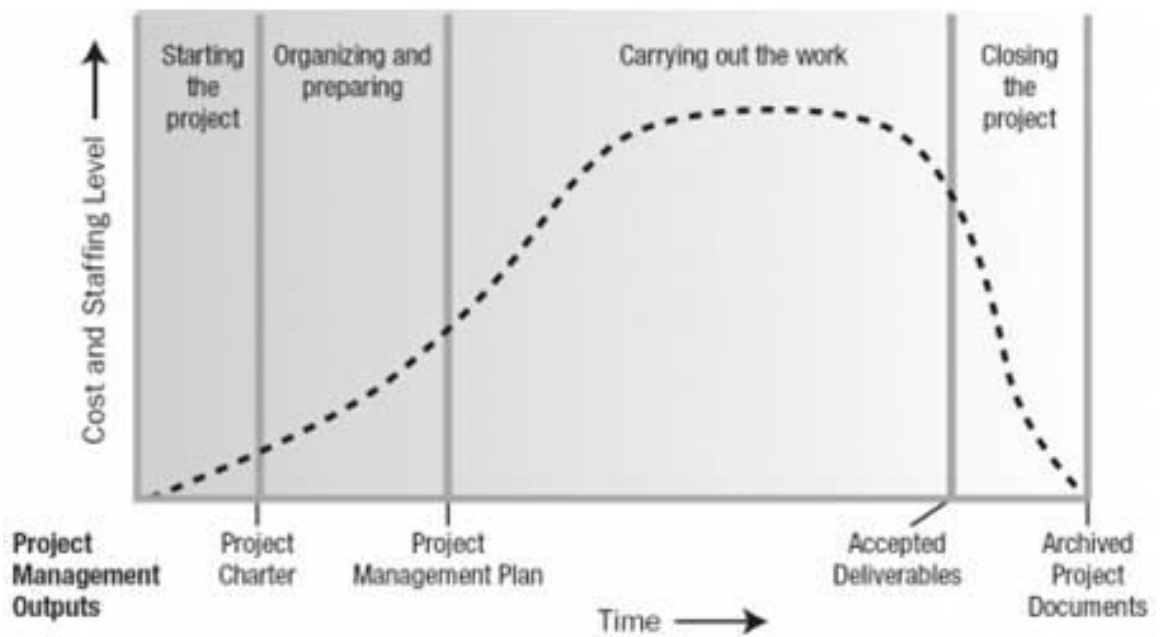 Starting
the
project
Organizing and
preparing
Carrying out the work
Closing
the
project
Cost and Staffing Level
Project
Management
Outputs
Project
Charter
Project
Management Plan
Accepted
Deliverables
Archived
Project
Documents
Time